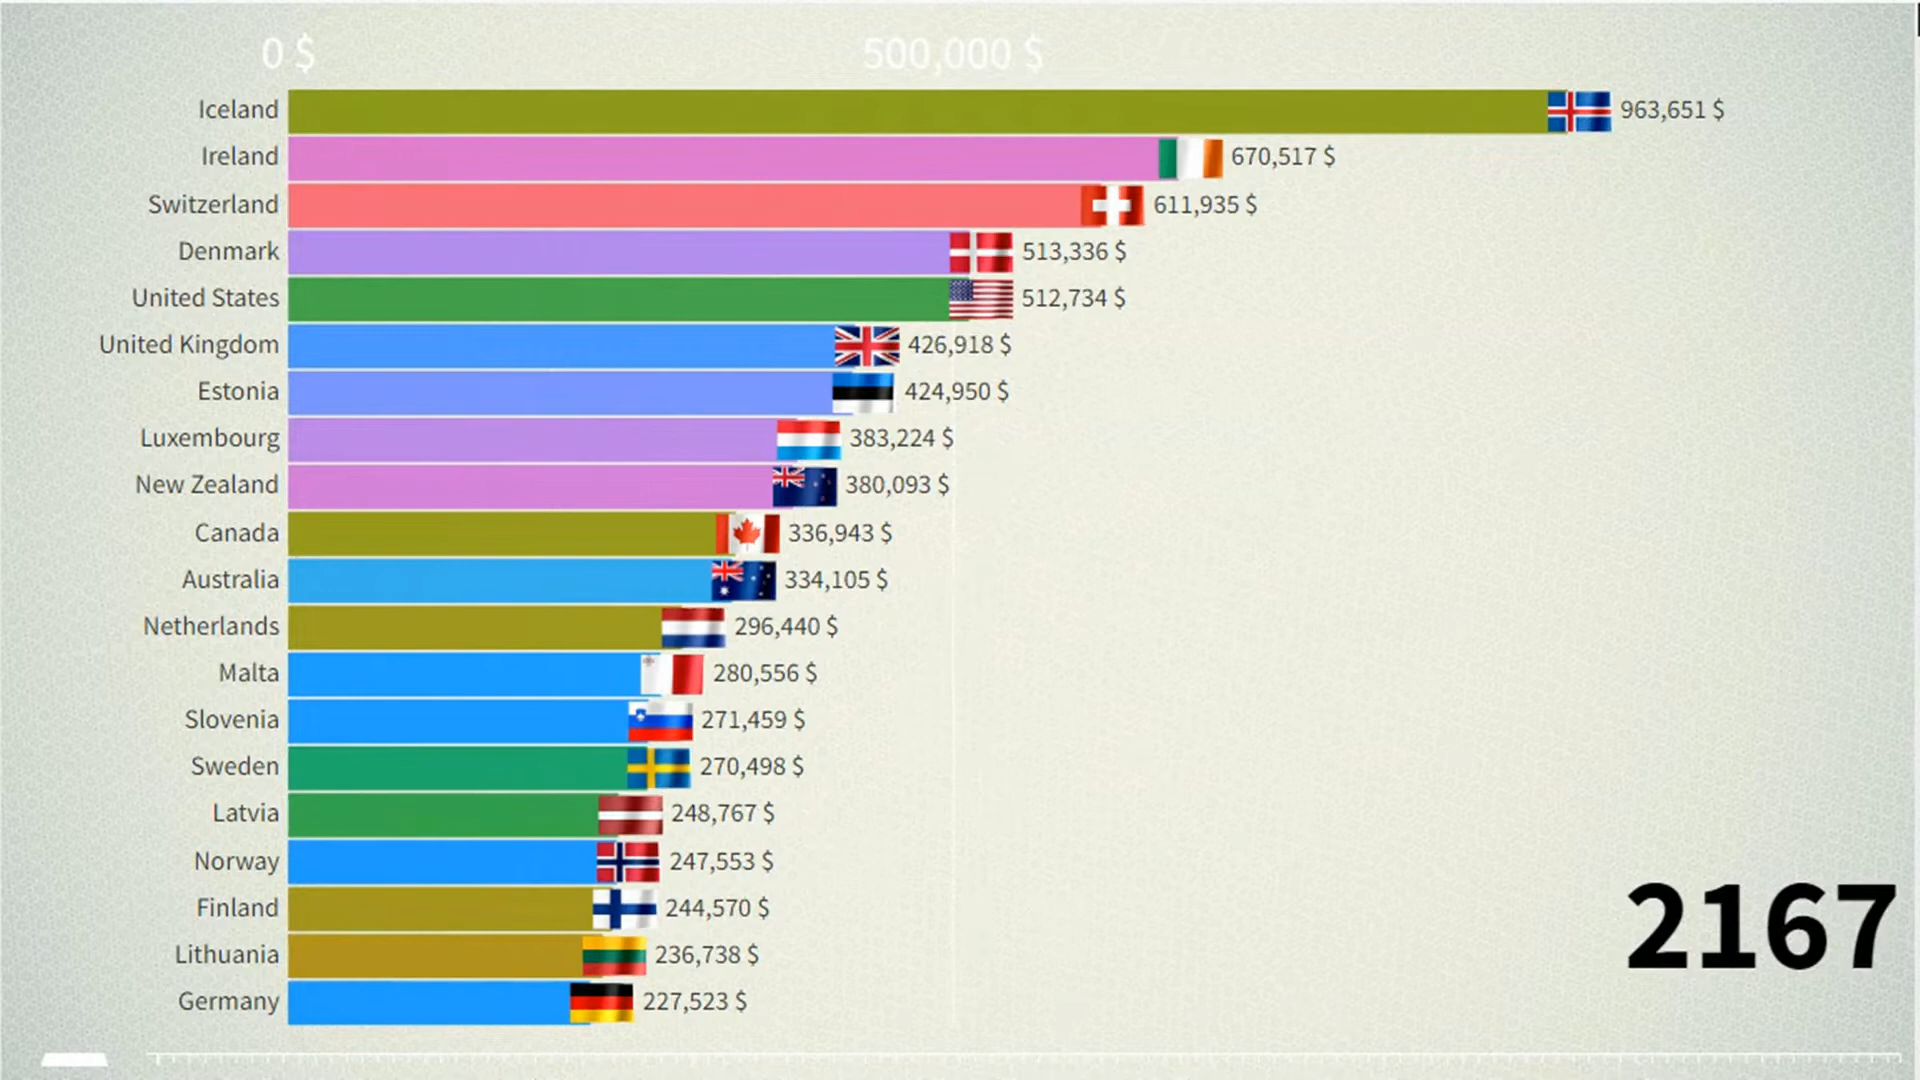 0 $ 500,000 $
Iceland 963,651 $
Ireland 670,517 $
Switzerland 611,935 $
Denmark 513,336 $
United States 512,734 $
United Kingdom 426,918 $
Estonia 424,950 $
Luxembourg 383,224 $
New Zealand 380,093 $
Canada 336,943 $
Australia 334,105 $
Netherlands 296,440 $
Malta 280,556 $
Slovenia 271,459 $
Sweden 270,498 $
Latvia 248,767 $
Norway 247,553 $
Finland 244,570 $
Lithuania 236,738 $
Germany 227,523 $
2167